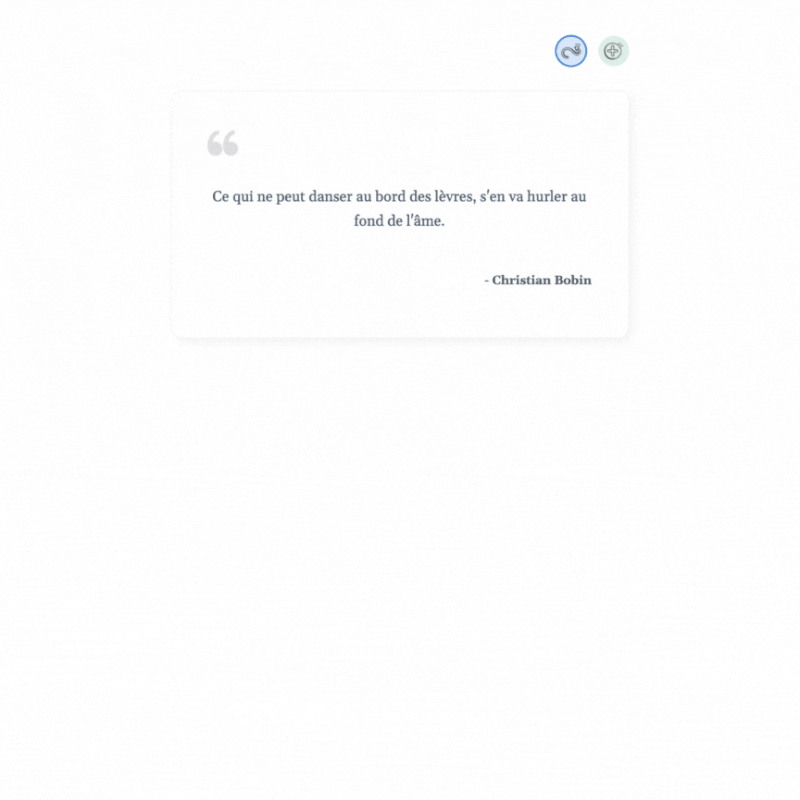 Ce qui ne peut danser au bord des lèvres, s'en va hurler au
fond de l'âme.
- Christian Bobin